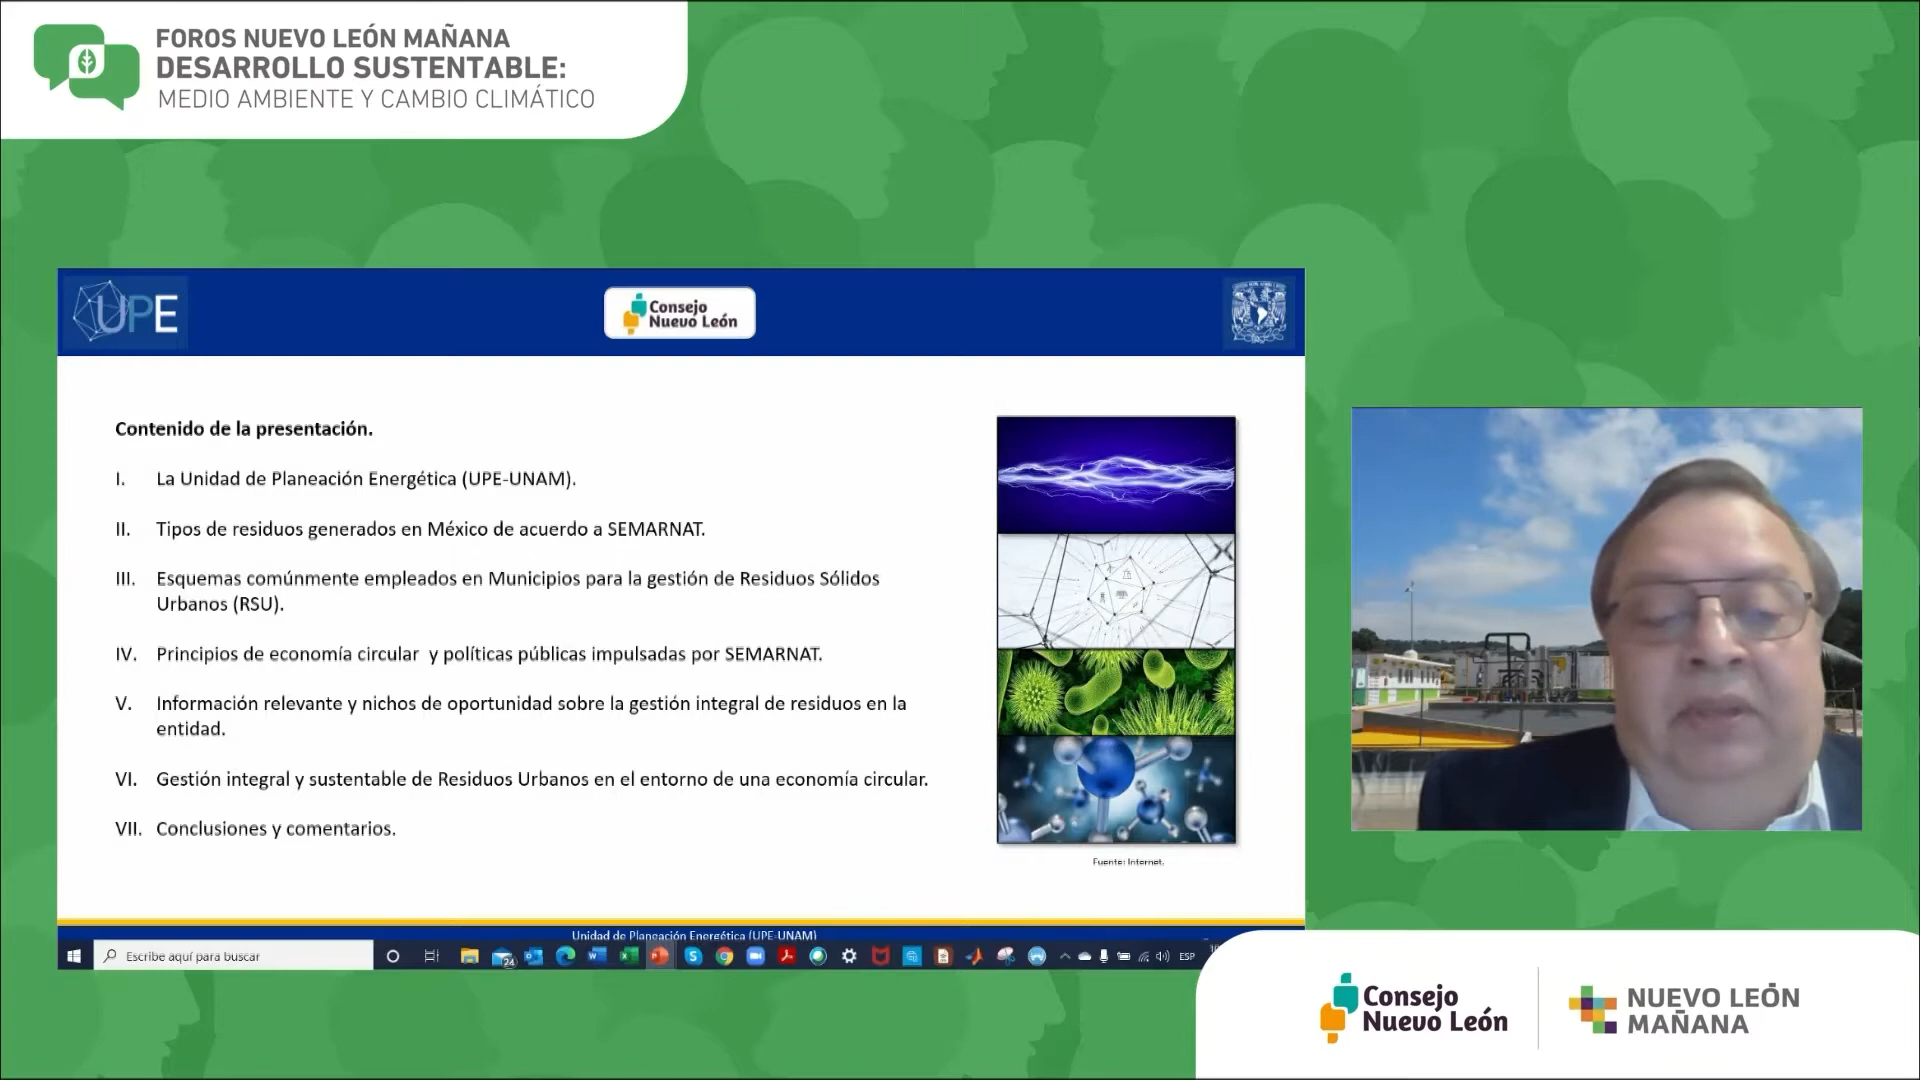 FOROS NUEVO LEÓN MAÑANA
DESARROLLO SUSTENTABLE:
MEDIO AMBIENTE Y CAMBIO CLIMÁTICO
UPE
Consejo
Nuevo León
Contenido de la presentación.
I. La Unidad de Planeación Energética (UPE-UNAM).
II. Tipos de residuos generados en México de acuerdo a SEMARNAT.
III. Esquemas comúnmente empleados en Municipios para la gestión de Residuos Sólidos
Urbanos (RSU).
IV. Principios de economía circular y políticas públicas impulsadas por SEMARNAT.
V. Información relevante y nichos de oportunidad sobre la gestión integral de residuos en la
entidad.
VI. Gestión integral y sustentable de Residuos Urbanos en el entorno de una economía circular.
VII. Conclusiones y comentarios.
Fuente: Internet.
Unidad de Planeación Energética (UPE-UNAM)
Escribe aquí para buscar
24
ESP
Consejo
Nuevo León
NUEVO LEÓN
MAÑANA